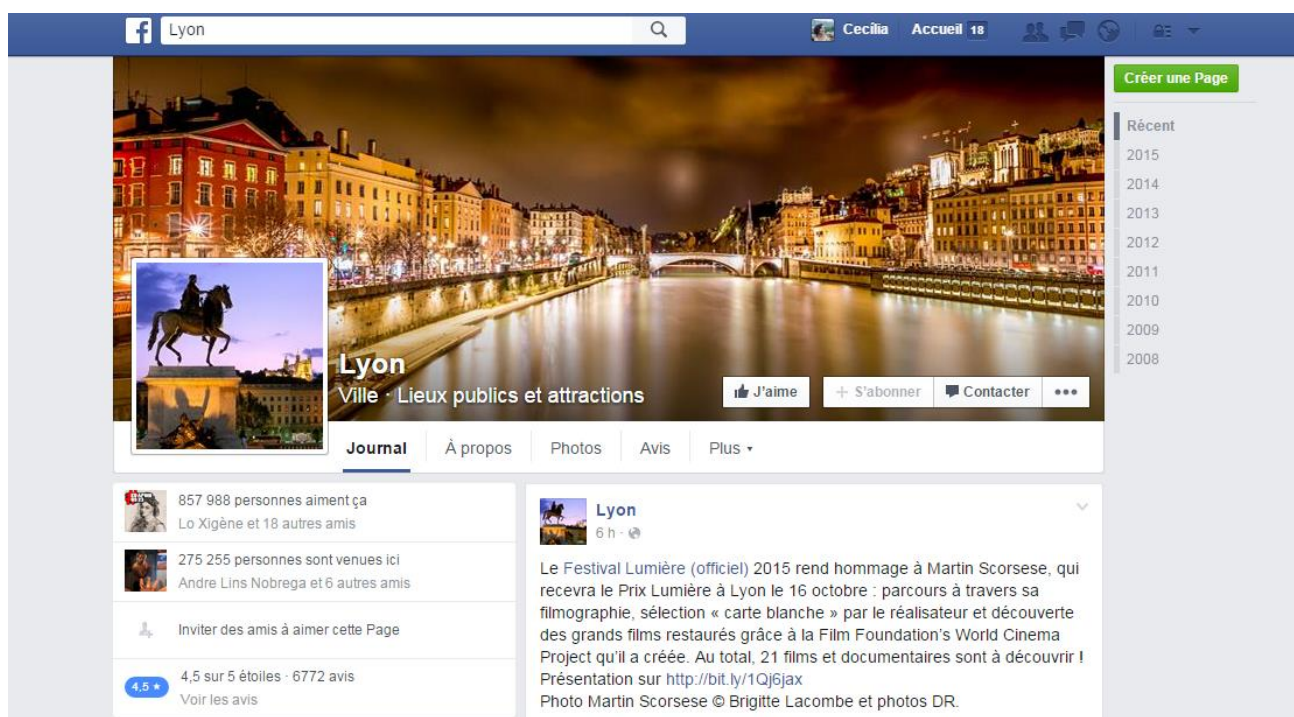 Lyon
Cecília Accueil 18
Créer une Page
Récent
2015
2014
2013
2012
2011
2010
2009
2008
Lyon
Ville · Lieux publics et attractions
J'aime
+ S'abonner
Contacter
Journal À propos Photos Avis Plus
857 988 personnes aiment ça
Lo Xigène et 18 autres amis
275 255 personnes sont venues ici
Andre Lins Nobrega et 6 autres amis
Inviter des amis à aimer cette Page
4,5 ★
4,5 sur 5 étoiles · 6772 avis
Voir les avis
Lyon
6 h ·
Le Festival Lumière (officiel) 2015 rend hommage à Martin Scorsese, qui
recevra le Prix Lumière à Lyon le 16 octobre : parcours à travers sa
filmographie, sélection « carte blanche » par le réalisateur et découverte
des grands films restaurés grâce à la Film Foundation's World Cinema
Project qu'il a créée. Au total, 21 films et documentaires sont à découvrir !
Présentation sur http://bit.ly/1Qj6jax
Photo Martin Scorsese © Brigitte Lacombe et photos DR.